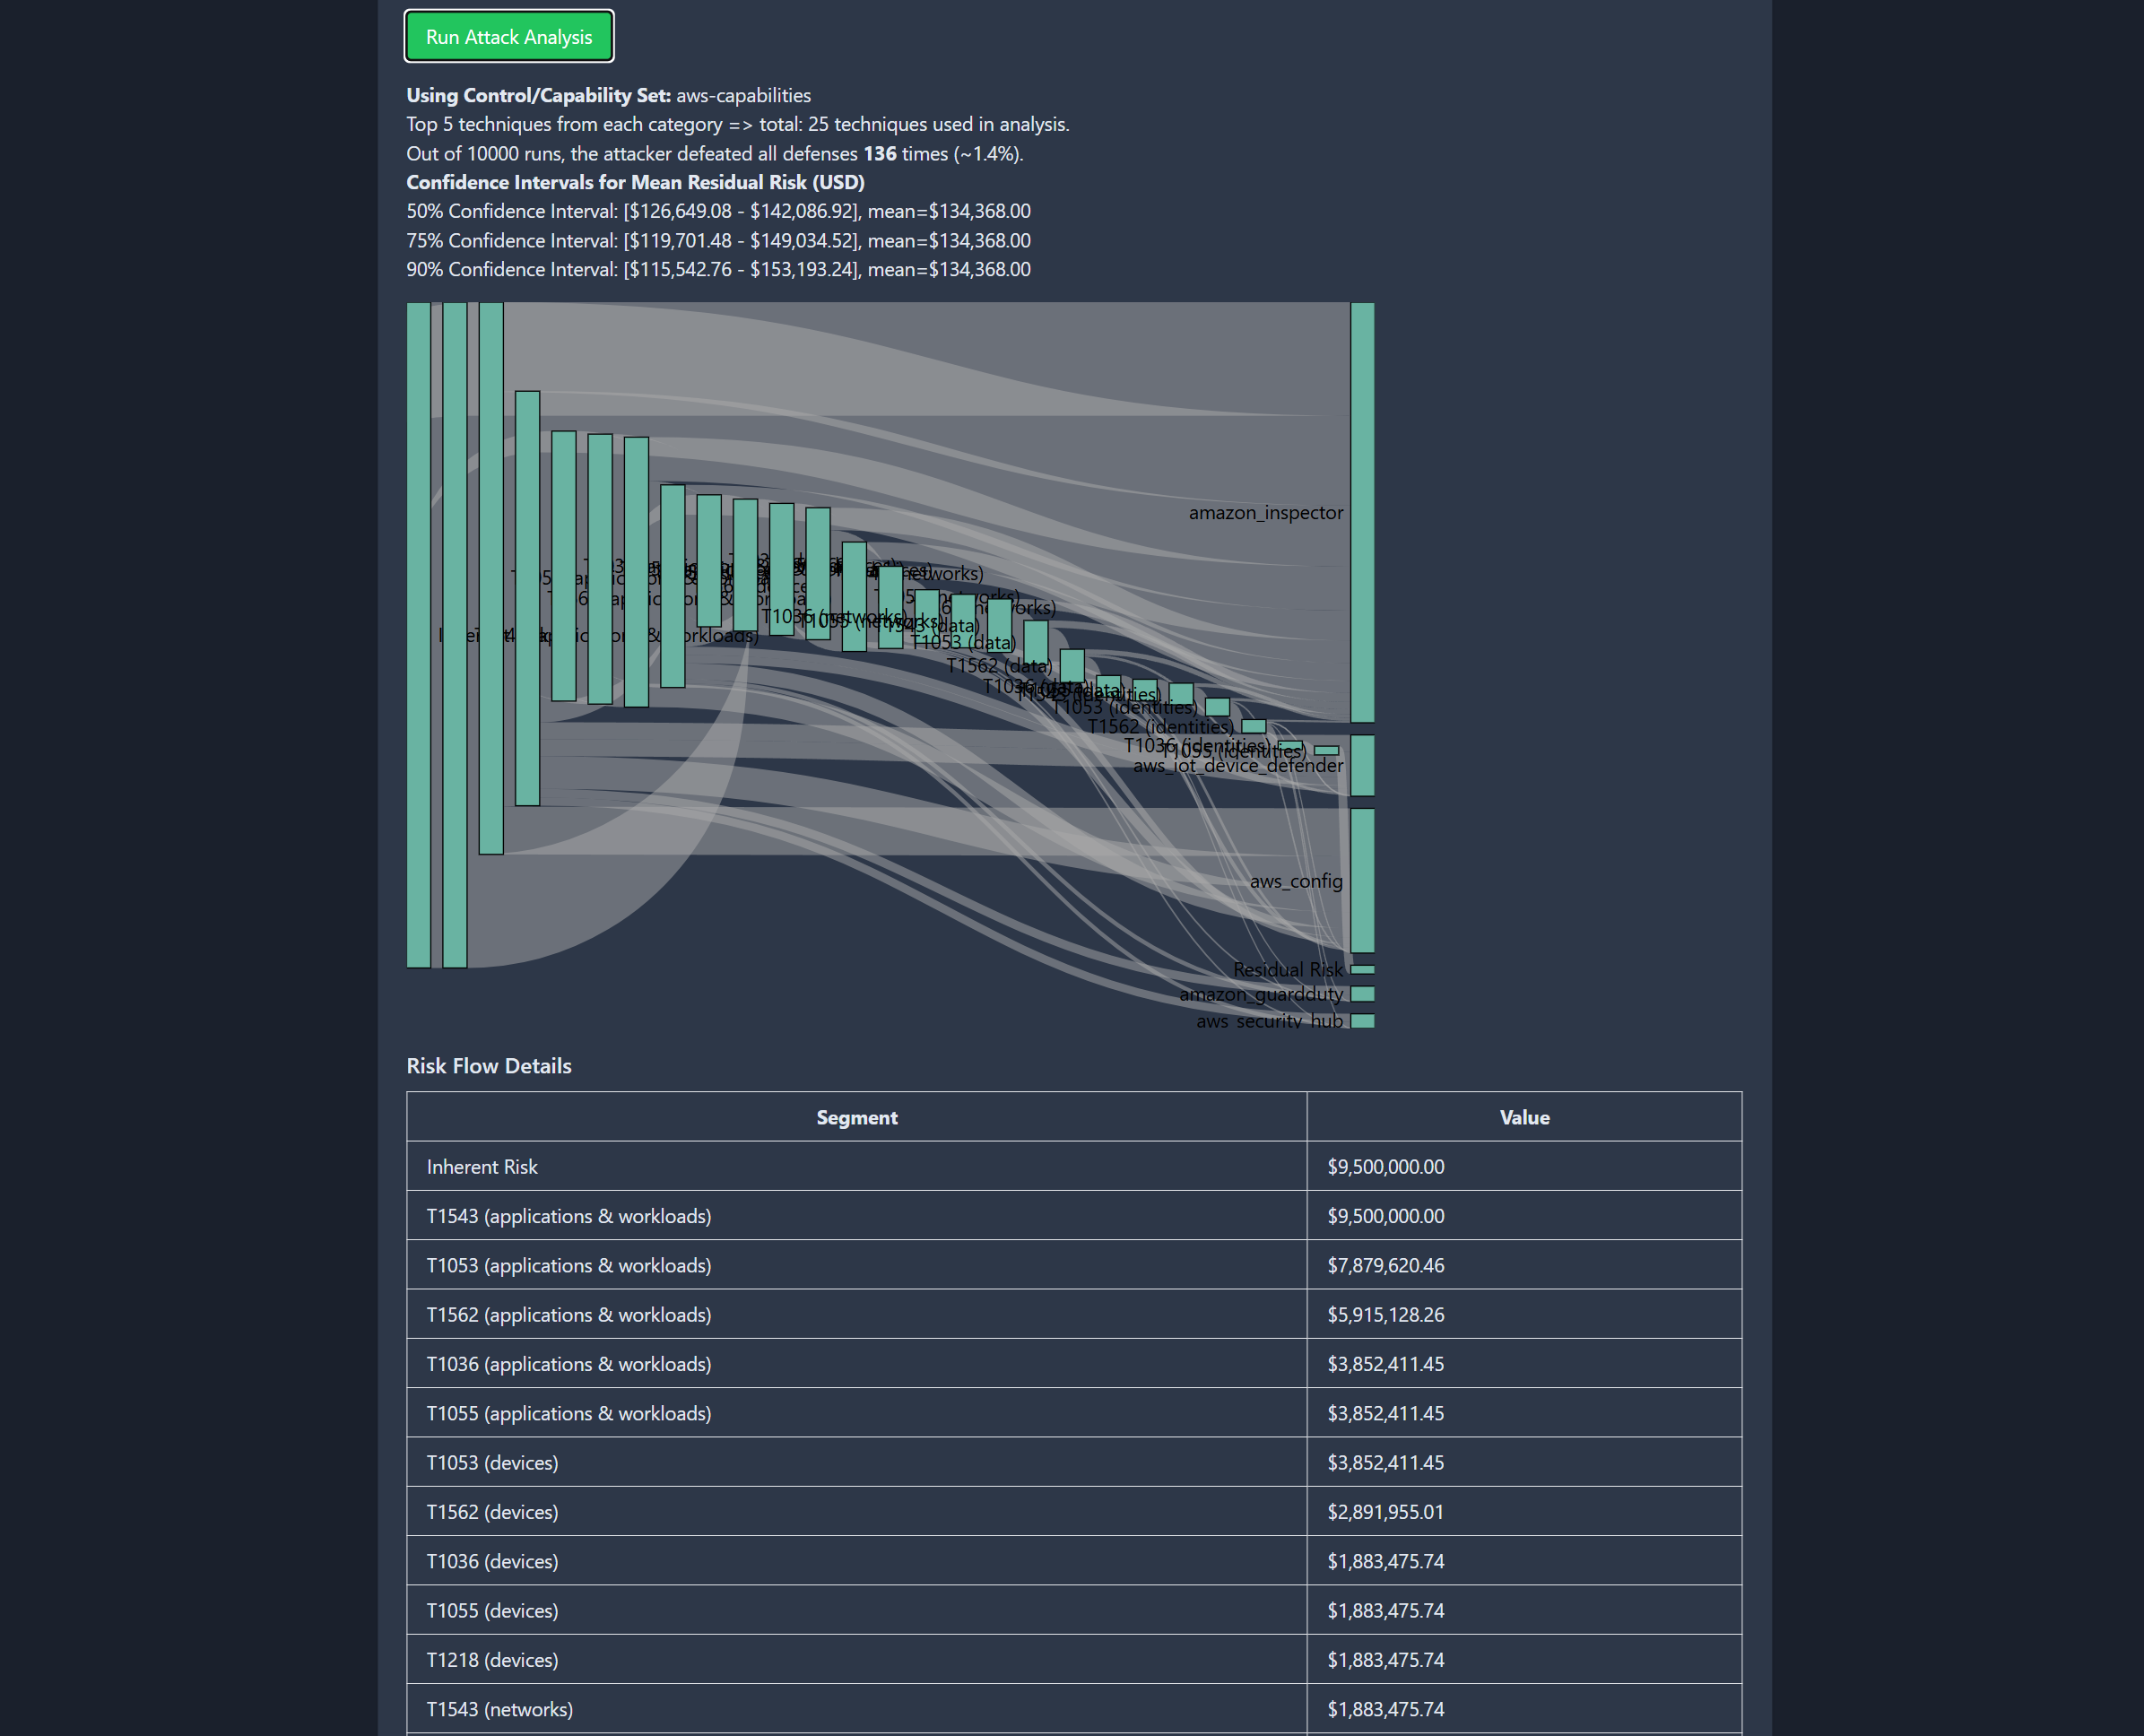 Run Attack Analysis
Using Control/Capability Set: aws-capabilities
Top 5 techniques from each category => total: 25 techniques used in analysis.
Out of 10000 runs, the attacker defeated all defenses 136 times (~1.4%).
Confidence Intervals for Mean Residual Risk (USD)
50% Confidence Interval: [$126,649.08 - $142,086.92], mean=$134,368.00
75% Confidence Interval: [$119,701.48 - $149,034.52], mean=$134,368.00
90% Confidence Interval: [$115,542.76 - $153,193.24], mean=$134,368.00
amazon_inspector
T1036 (networks)
T1055 (networks)
T1543 (data)
T1053 (data)
T1562 (data)
T1036 (data)
T1053 (identities)
T1562 (identities)
T1036 (identities)
T1055 (identities)
aws_iot_device_defender
aws_config
Residual Risk
amazon_guardduty
aws_security_hub
Risk Flow Details
Segment Value
Inherent Risk $9,500,000.00
T1543 (applications & workloads) $9,500,000.00
T1053 (applications & workloads) $7,879,620.46
T1562 (applications & workloads) $5,915,128.26
T1036 (applications & workloads) $3,852,411.45
T1055 (applications & workloads) $3,852,411.45
T1053 (devices) $3,852,411.45
T1562 (devices) $2,891,955.01
T1036 (devices) $1,883,475.74
T1055 (devices) $1,883,475.74
T1218 (devices) $1,883,475.74
T1543 (networks) $1,883,475.74